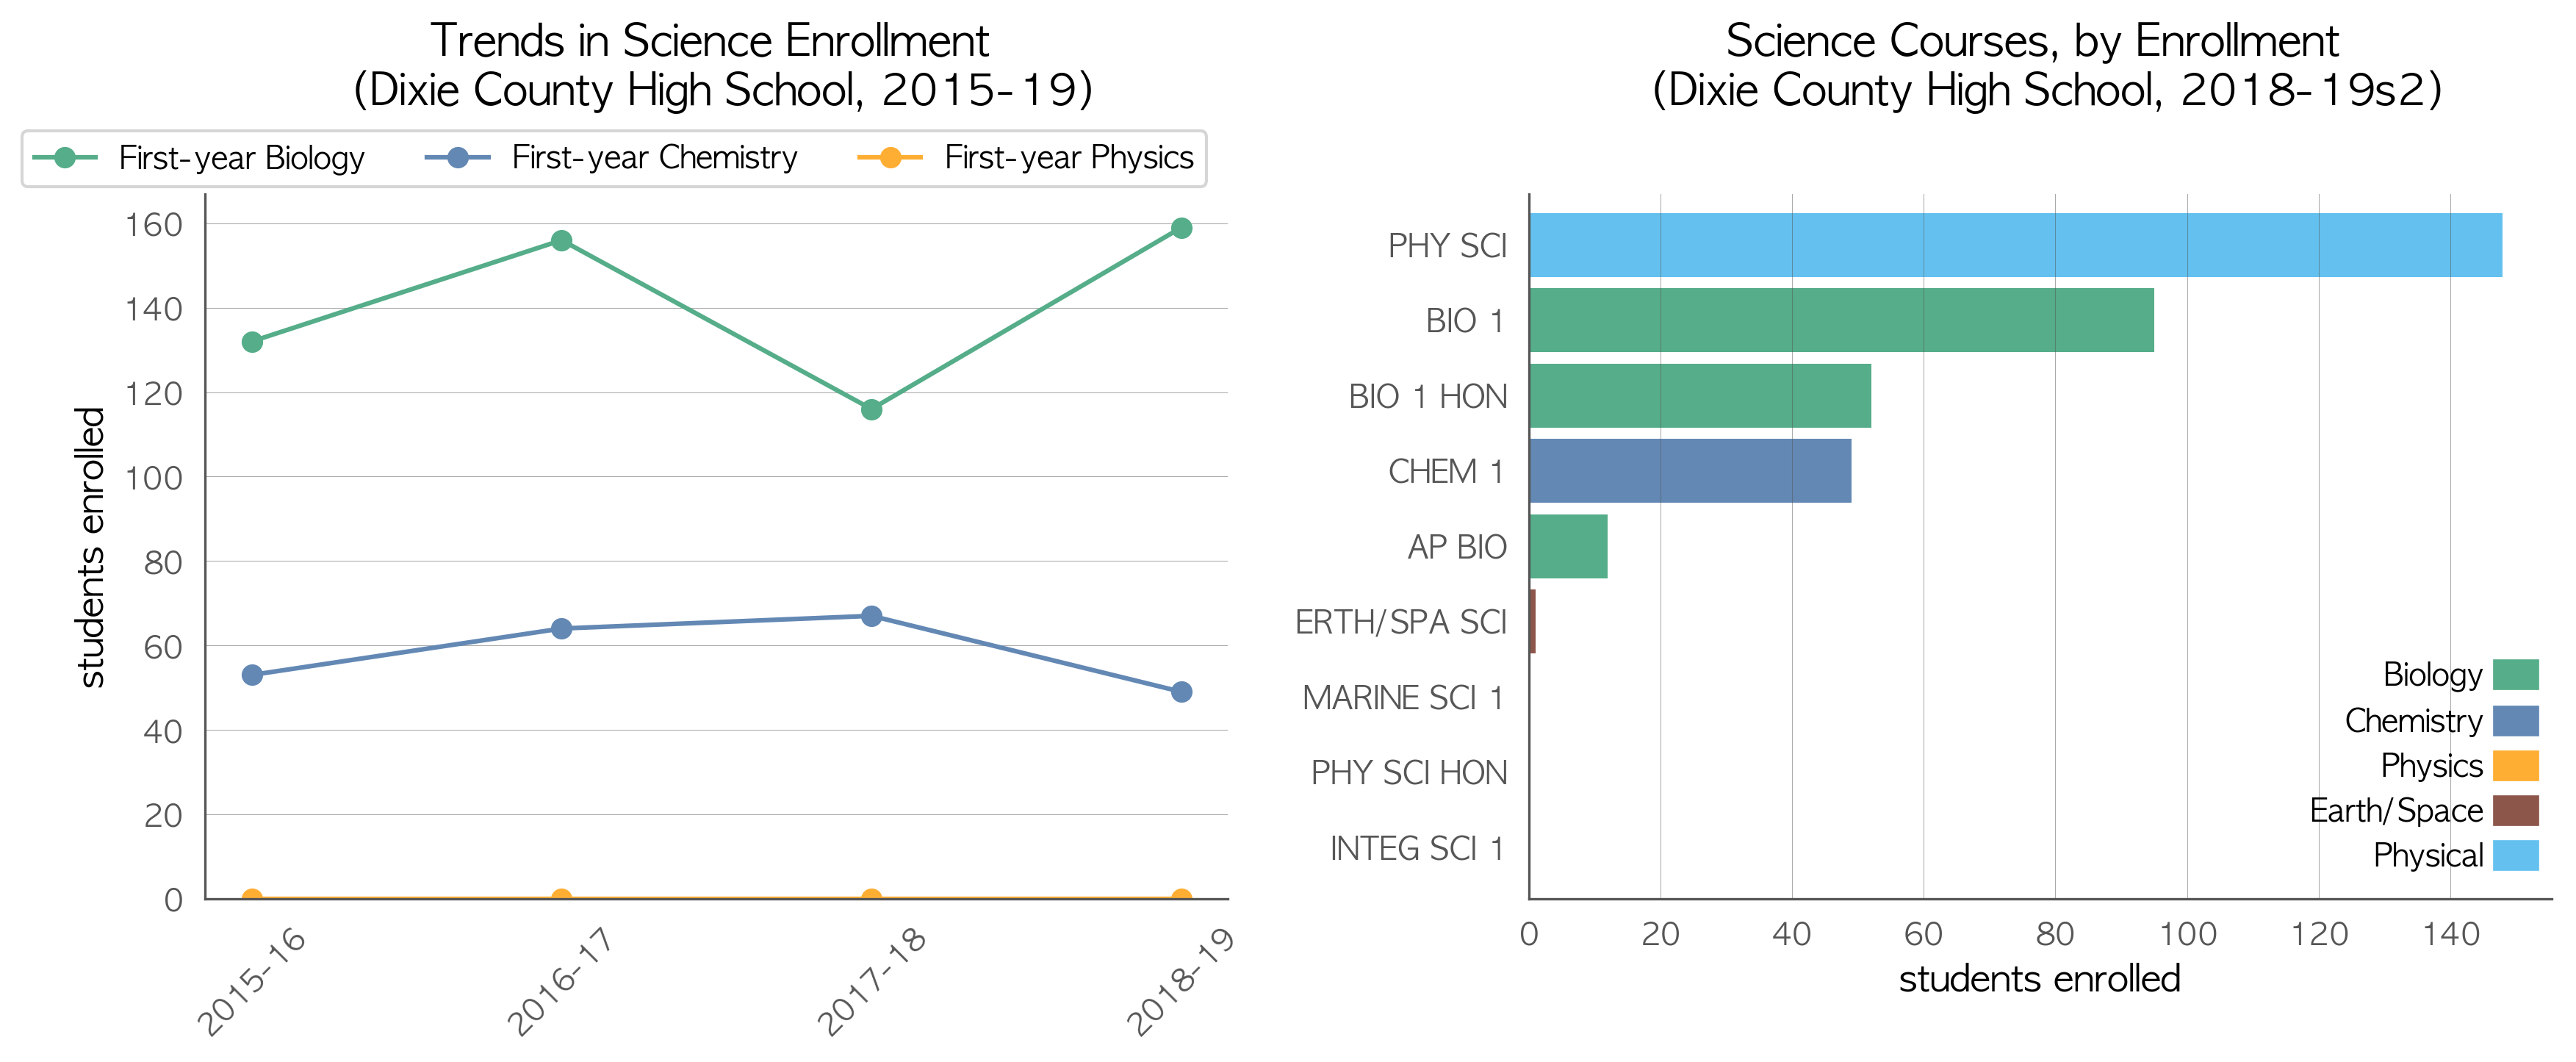 Trends in Science Enrollment
(Dixie County High School, 2015-19)
First-year Biology
First-year Chemistry
First-year Physics
students enrolled
160
140
120
100
80
60
40
20
0
2015-16
2016-17
2017-18
2018-19
Science Courses, by Enrollment
(Dixie County High School, 2018-19s2)
PHY SCI
BIO 1
BIO 1 HON
CHEM 1
AP BIO
ERTH/SPA SCI
MARINE SCI 1
PHY SCI HON
INTEG SCI 1
Biology
Chemistry
Physics
Earth/Space
Physical
0 20 40 60 80 100 120 140
students enrolled